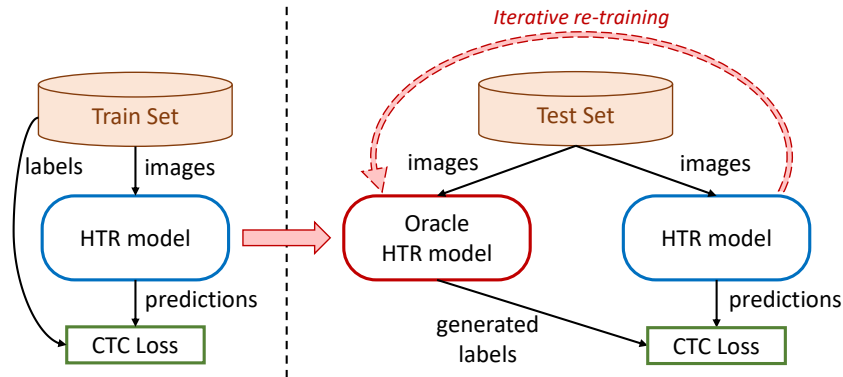 Iterative re-training
Train Set
labels
images
HTR model
predictions
CTC Loss
Test Set
images
images
Oracle
HTR model
HTR model
generated
labels
predictions
CTC Loss